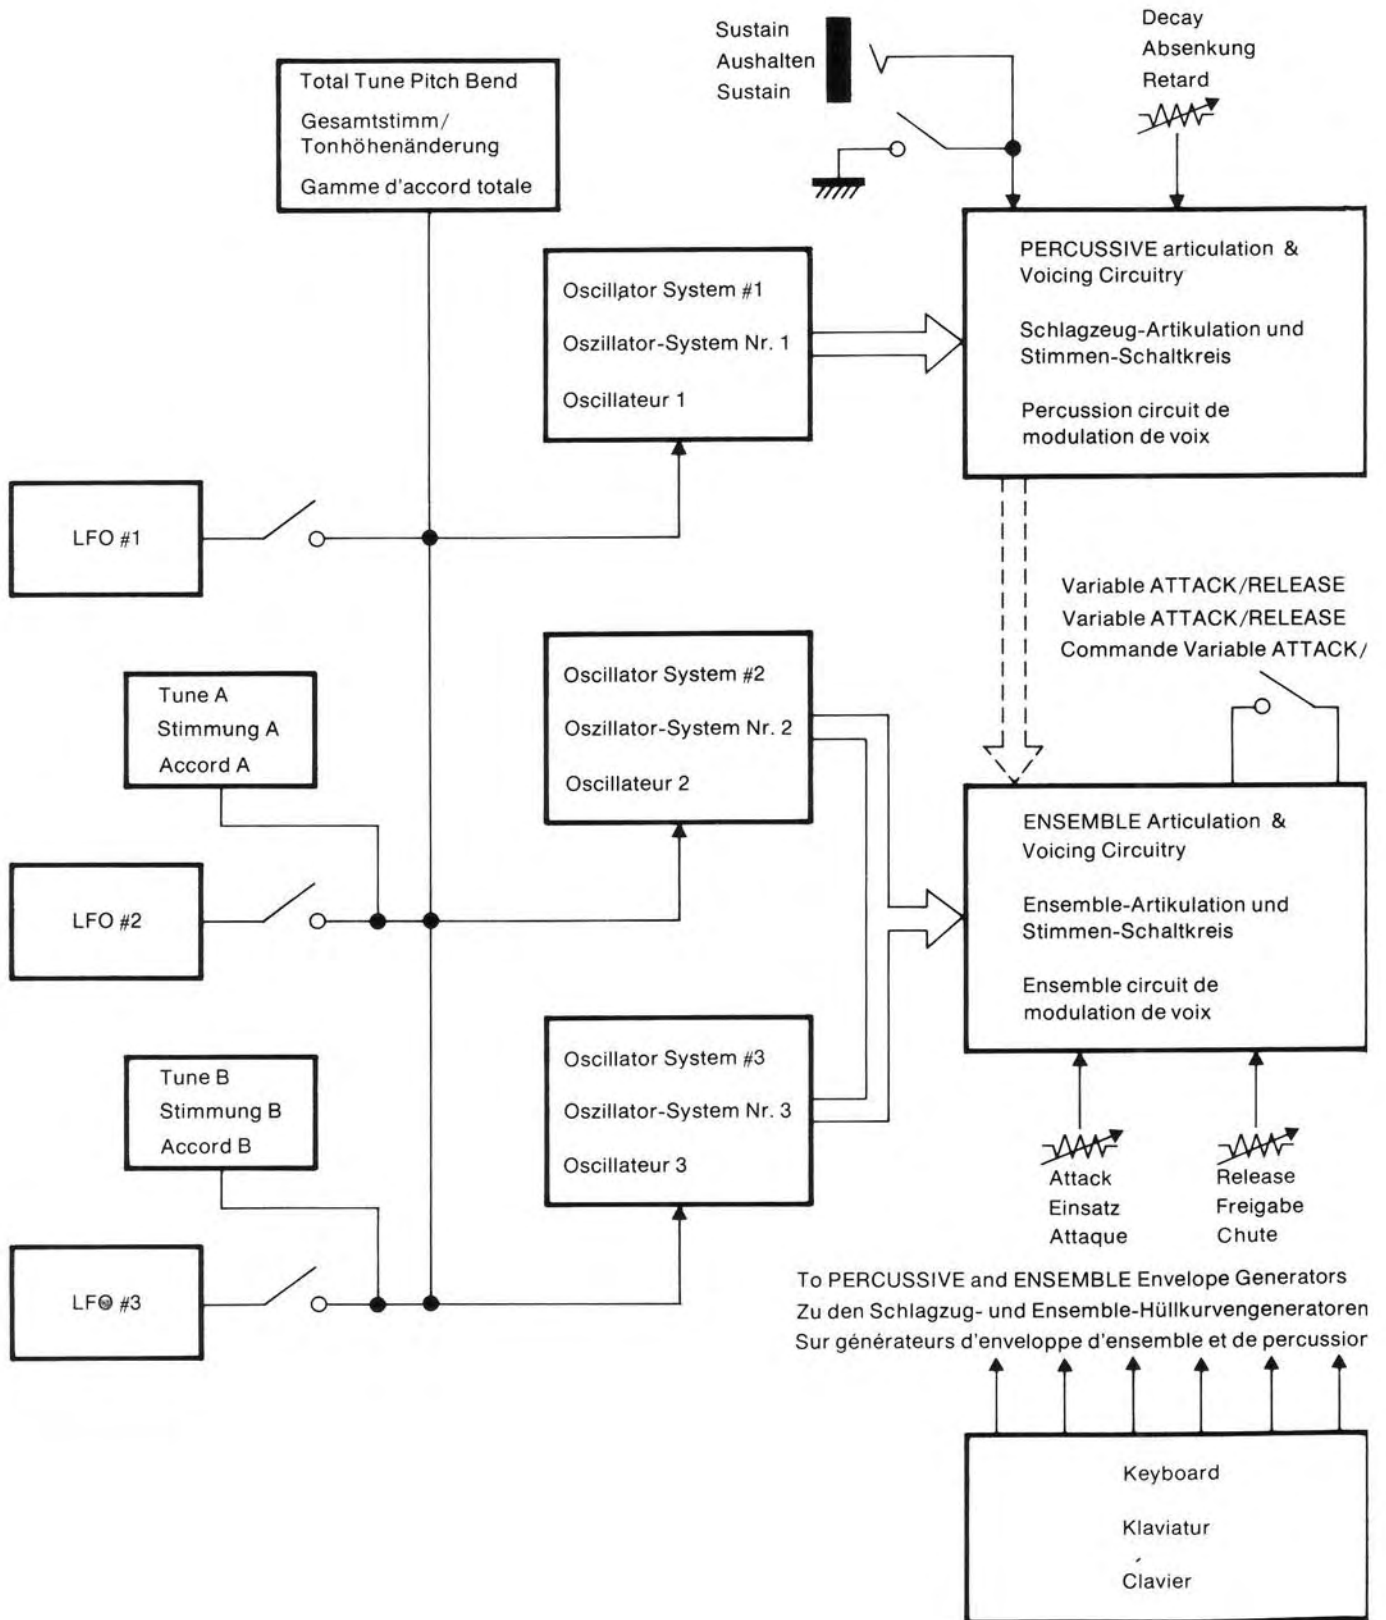 Sustain
Aushalten
Sustain
Decay
Absenkung
Retard
Total Tune Pitch Bend
Gesamtstimm/
Tonhöhenänderung
Gamme d'accord totale
Oscillator System #1
Oszillator-System Nr. 1
Oscillateur 1
PERCUSSIVE articulation &
Voicing Circuitry
Schlagzeug-Artikulation und
Stimmen-Schaltkreis
Percussion circuit de
modulation de voix
LFO #1
Variable ATTACK/RELEASE
Variable ATTACK/RELEASE
Commande Variable ATTACK/
Tune A
Stimmung A
Accord A
Oscillator System #2
Oszillator-System Nr. 2
Oscillateur 2
LFO #2
ENSEMBLE Articulation &
Voicing Circuitry
Ensemble-Artikulation und
Stimmen-Schaltkreis
Ensemble circuit de
modulation de voix
Tune B
Stimmung B
Accord B
Oscillator System #3
Oszillator-System Nr. 3
Oscillateur 3
LFO #3
Attack
Einsatz
Attaque
Release
Freigabe
Chute
To PERCUSSIVE and ENSEMBLE Envelope Generators
Zu den Schlagzug- und Ensemble-Hüllkurvengeneratoren
Sur générateurs d'enveloppe d'ensemble et de percussion
Keyboard
Klaviatur
Clavier